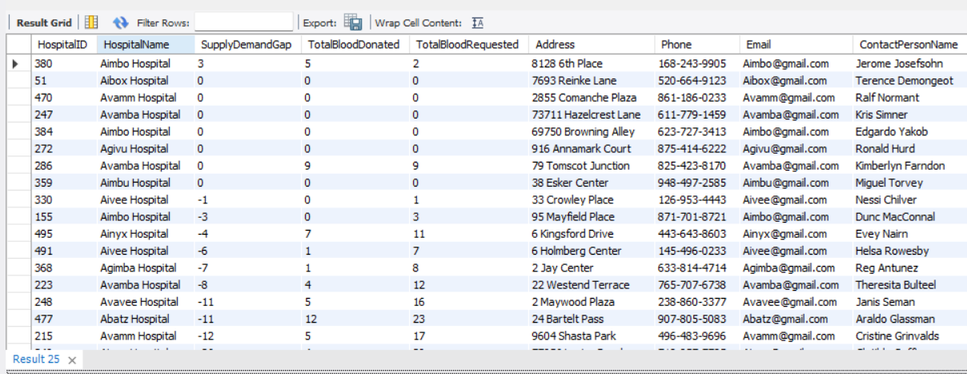 Result Grid Filter Rows: Export: Wrap Cell Content: IA
HospitalID HospitalName SupplyDemandGap TotalBloodDonated TotalBloodRequested Address Phone Email ContactPersonName
380 Aimbo Hospital 3 5 2 8128 6th Place 168-243-9905 Aimbo@gmail.com Jerome Josefsohn
51 Aibox Hospital 0 0 0 7693 Reinke Lane 520-664-9123 Aibox@gmail.com Terence Demongeot
470 Avamm Hospital 0 0 0 2855 Comanche Plaza 861-186-0233 Avamm@gmail.com Ralf Normant
247 Avamba Hospital 0 0 0 73711 Hazelcrest Lane 611-779-1459 Avamba@gmail.com Kris Simner
384 Aimbo Hospital 0 0 0 69750 Browning Alley 623-727-3413 Aimbo@gmail.com Edgardo Yakob
272 Agivu Hospital 0 0 0 916 Annamark Court 875-414-6222 Agivu@gmail.com Ronald Hurd
286 Avamba Hospital 0 9 9 79 Tomscot Junction 825-423-8170 Avamba@gmail.com Kimberlyn Farndon
359 Aimbu Hospital 0 0 0 38 Esker Center 948-497-2585 Aimbu@gmail.com Miguel Torvey
330 Aivee Hospital -1 0 1 33 Crowley Place 126-953-4443 Aivee@gmail.com Nessi Chilver
155 Aimbo Hospital -3 0 3 95 Mayfield Place 871-701-8721 Aimbo@gmail.com Dunc MacConnal
495 Ainyx Hospital -4 7 11 6 Kingsford Drive 443-643-8603 Ainyx@gmail.com Evey Nairn
491 Aivee Hospital -6 1 7 6 Holmberg Center 145-496-0233 Aivee@gmail.com Helsa Rowesby
368 Agimba Hospital -7 1 8 2 Jay Center 633-814-4714 Agimba@gmail.com Reg Antunez
223 Avamba Hospital -8 4 12 22 Westend Terrace 765-707-6738 Avamba@gmail.com Theresita Bulteel
248 Avavee Hospital -11 5 16 2 Maywood Plaza 238-860-3377 Avavee@gmail.com Janis Seman
477 Abatz Hospital -11 12 23 24 Bartelt Pass 907-805-5083 Abatz@gmail.com Araldo Glassman
215 Avamm Hospital -12 5 17 9604 Shasta Park 496-483-9696 Avamm@gmail.com Cristine Grinvalds
Result 25